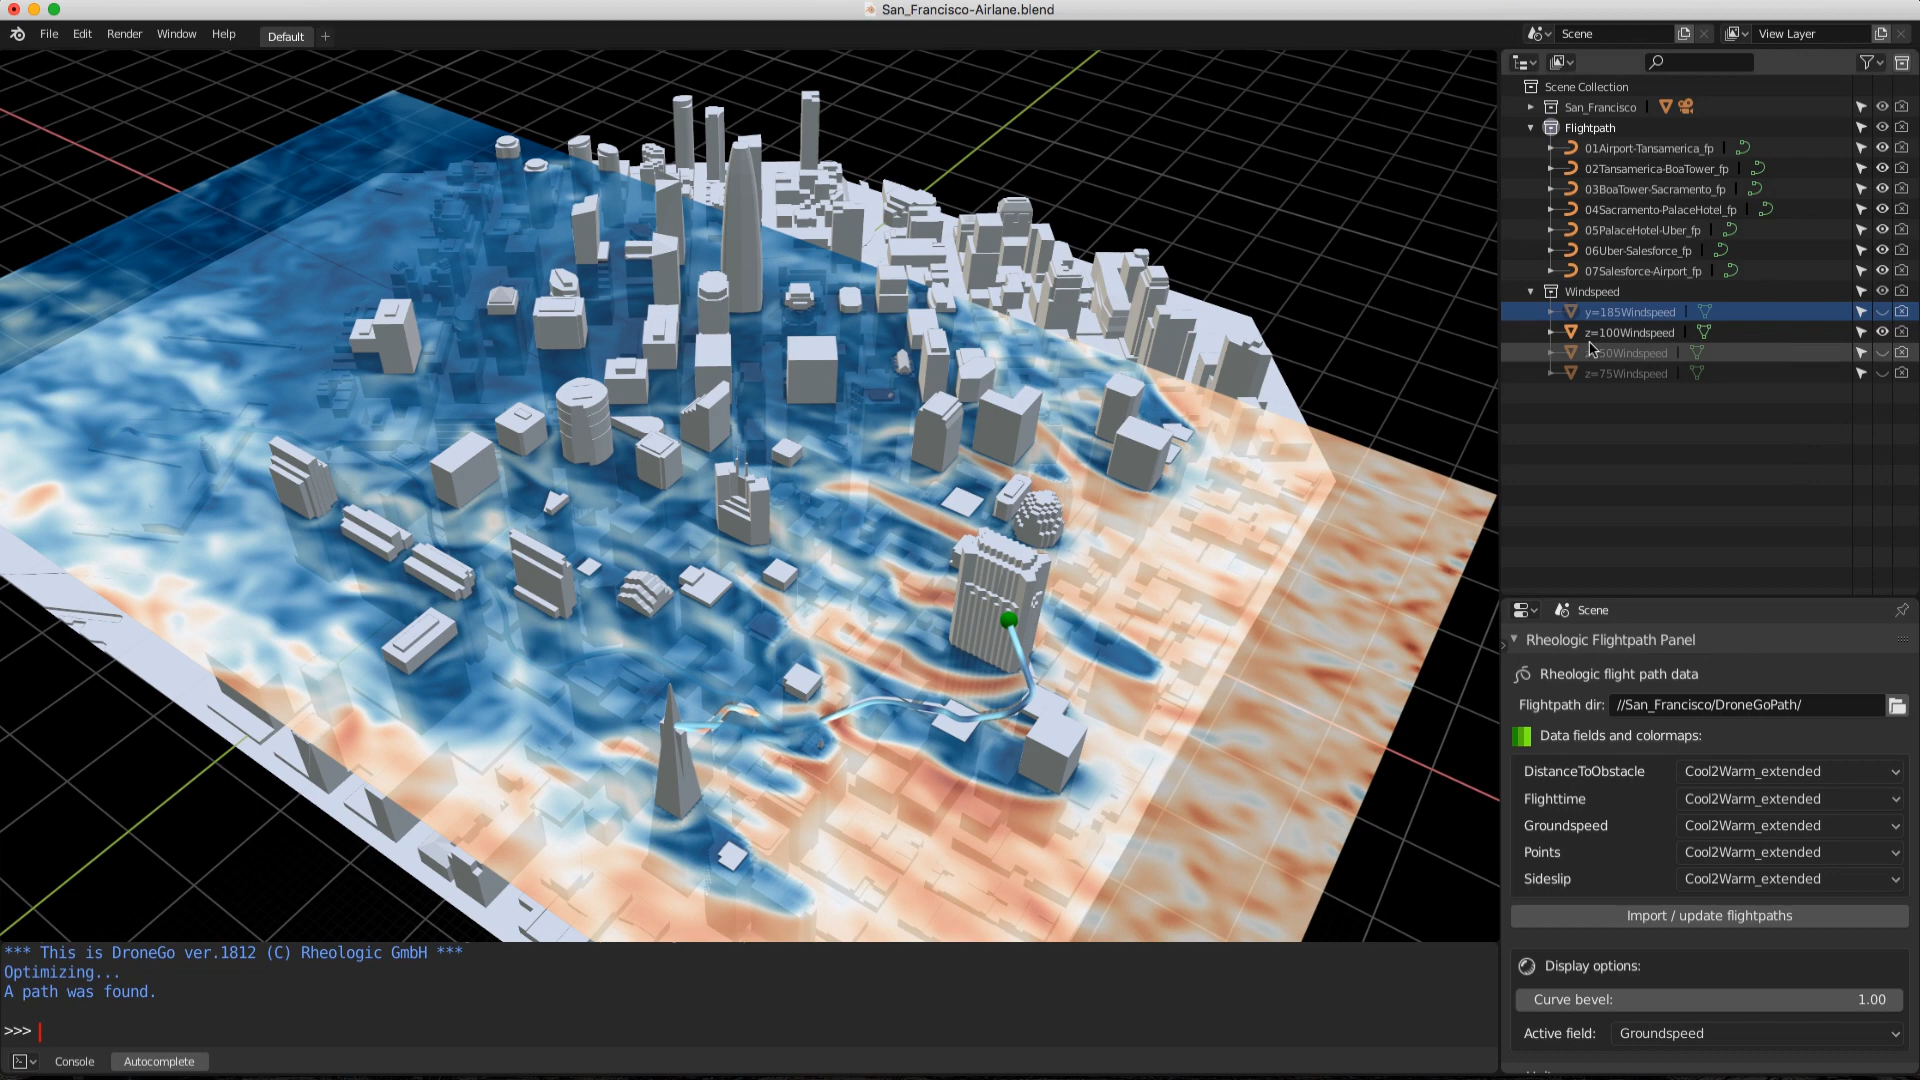 San_Francisco-Airlane.blend
File Edit Render Window Help Default + Scene View Layer
Scene Collection
San_Francisco
Flightpath
01Airport-Tansamerica_fp
02Tansamerica-BoaTower_fp
03BoaTower-Sacramento_fp
04Sacramento-PalaceHotel_fp
05PalaceHotel-Uber_fp
06Uber-Salesforce_fp
07Salesforce-Airport_fp
Windspeed
y=185Windspeed
z=100Windspeed
50Windspeed
z=75Windspeed
Scene
Rheologic Flightpath Panel
Rheologic flight path data
Flightpath dir: //San_Francisco/DroneGoPath/
Data fields and colormaps:
DistanceToObstacle Cool2Warm_extended
Flighttime Cool2Warm_extended
Groundspeed Cool2Warm_extended
Points Cool2Warm_extended
Sideslip Cool2Warm_extended
Import / update flightpaths
Display options:
Curve bevel: 1.00
Active field: Groundspeed
*** This is DroneGo ver.1812 (C) Rheologic GmbH ***
Optimizing...
A path was found.
>>>
Console Autocomplete